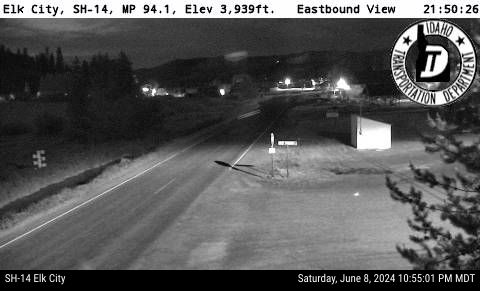 Elk City, SH-14, MP 94.1, Elev 3,939ft.   Eastbound View   21:50:26
IDAHO
TRANSPORTATION DEPARTMENT
SH-14 Elk City
Saturday, June 8, 2024 10:55:01 PM MDT